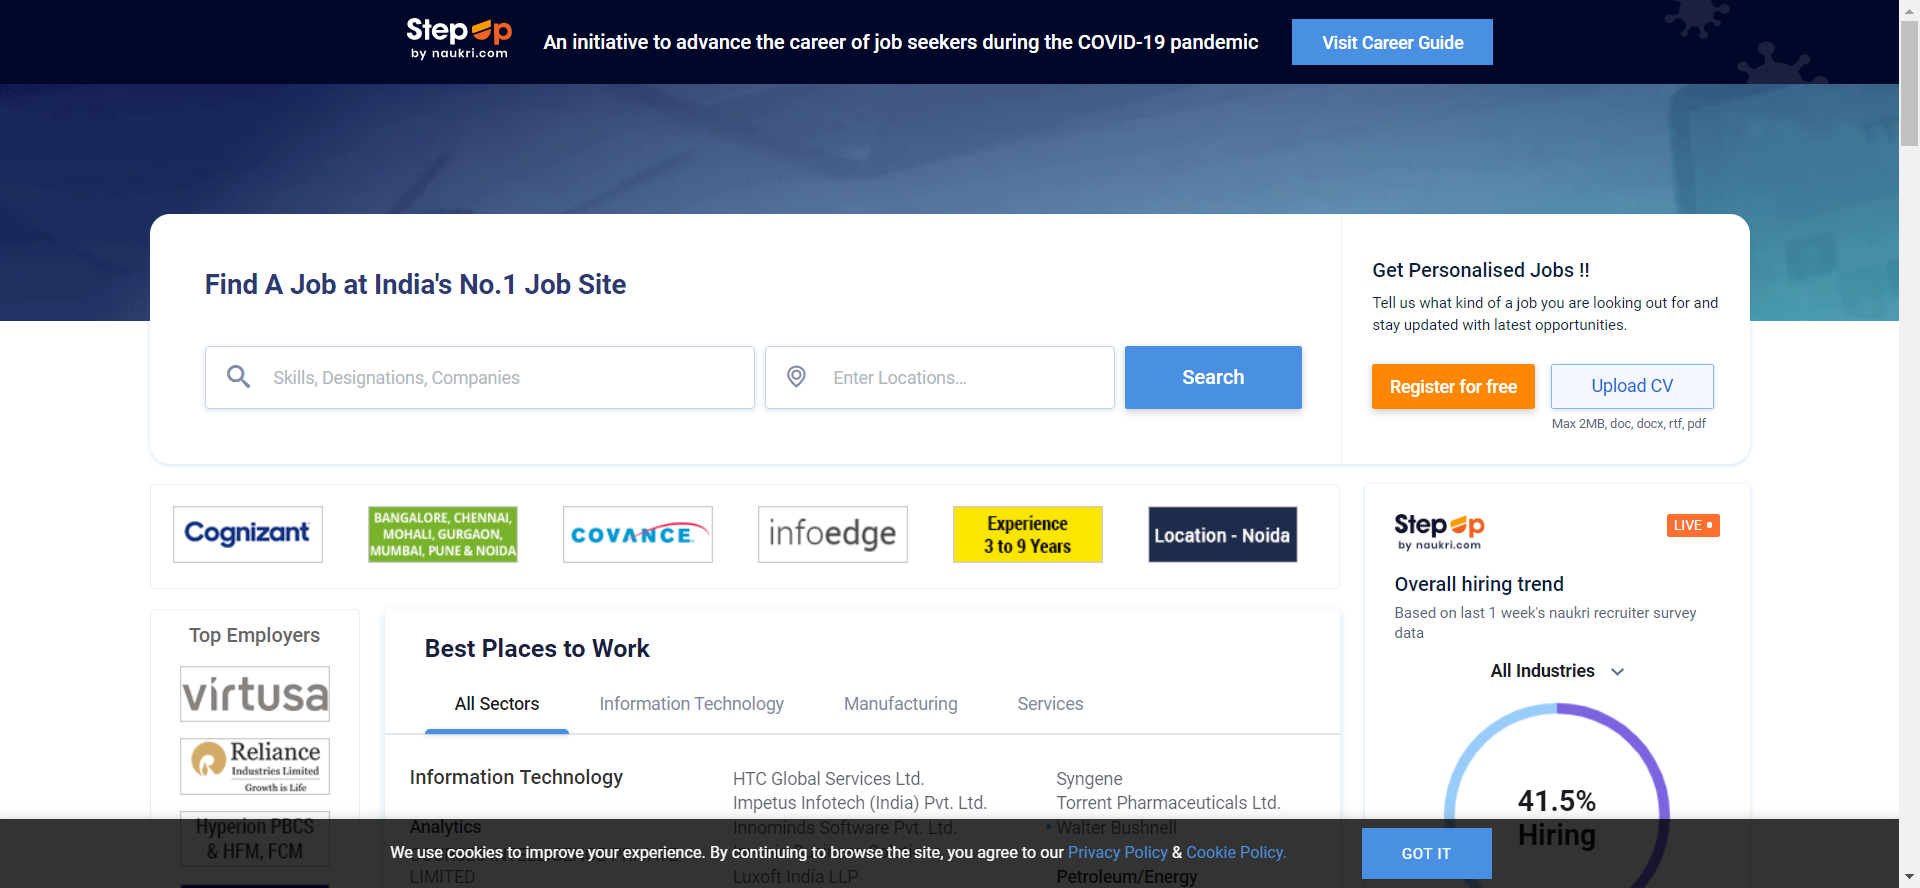 StepUp
by naukri.com
An initiative to advance the career of job seekers during the COVID-19 pandemic
Visit Career Guide
Find A Job at India's No.1 Job Site
Skills, Designations, Companies
Enter Locations...
Search
Get Personalised Jobs !!
Tell us what kind of a job you are looking out for and
stay updated with latest opportunities.
Register for free
Upload CV
Max 2MB, doc, docx, rtf, pdf
Cognizant
BANGALORE, CHENNAI,
MOHALI, GURGAON,
MUMBAI, PUNE & NOIDA
COVANCE.
infoedge
Experience
3 to 9 Years
Location - Noida
StepUp
by naukri.com
LIVE
Overall hiring trend
Based on last 1 week's naukri recruiter survey
data
All Industries
41.5%
Hiring
Top Employers
virtusa
Reliance
Industries Limited
Growth is Life
Hyperion PBCS
& HFM, FCM
Best Places to Work
All Sectors
Information Technology
Manufacturing
Services
Information Technology
Analytics
LIMITED
HTC Global Services Ltd.
Impetus Infotech (India) Pvt. Ltd.
Innominds Software Pvt. Ltd.
Luxoft India LLP
Syngene
Torrent Pharmaceuticals Ltd.
Walter Bushnell
Petroleum/Energy
We use cookies to improve your experience. By continuing to browse the site, you agree to our Privacy Policy & Cookie Policy.
GOT IT